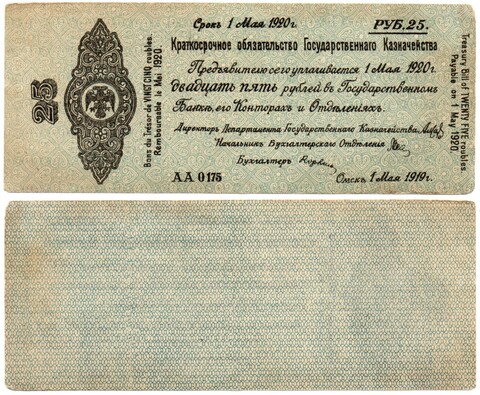 Срокъ 1 Мая 1920г.
РУБ. 25.
Краткосрочное обязательство Государственнаго Казначейства
Предъявителю сего уплачивается 1 Мая 1920г.
двадцать пять рублей въ Государственномъ
Банкѣ, его Конторахъ и Отдѣленіяхъ.
Директоръ Департамента Государственнаго Казначейства
Начальникъ Бухгалтерскаго Отдѣленія
Бухгалтеръ
АА 0175
Омскъ 1 Мая 1919г.
25
Bons du Trésor de VINGT CINQ roubles.
Remboursable le 1 Mai 1920.
Treasury Bill of TWENTY FIVE roubles.
Payable on 1 May 1920.